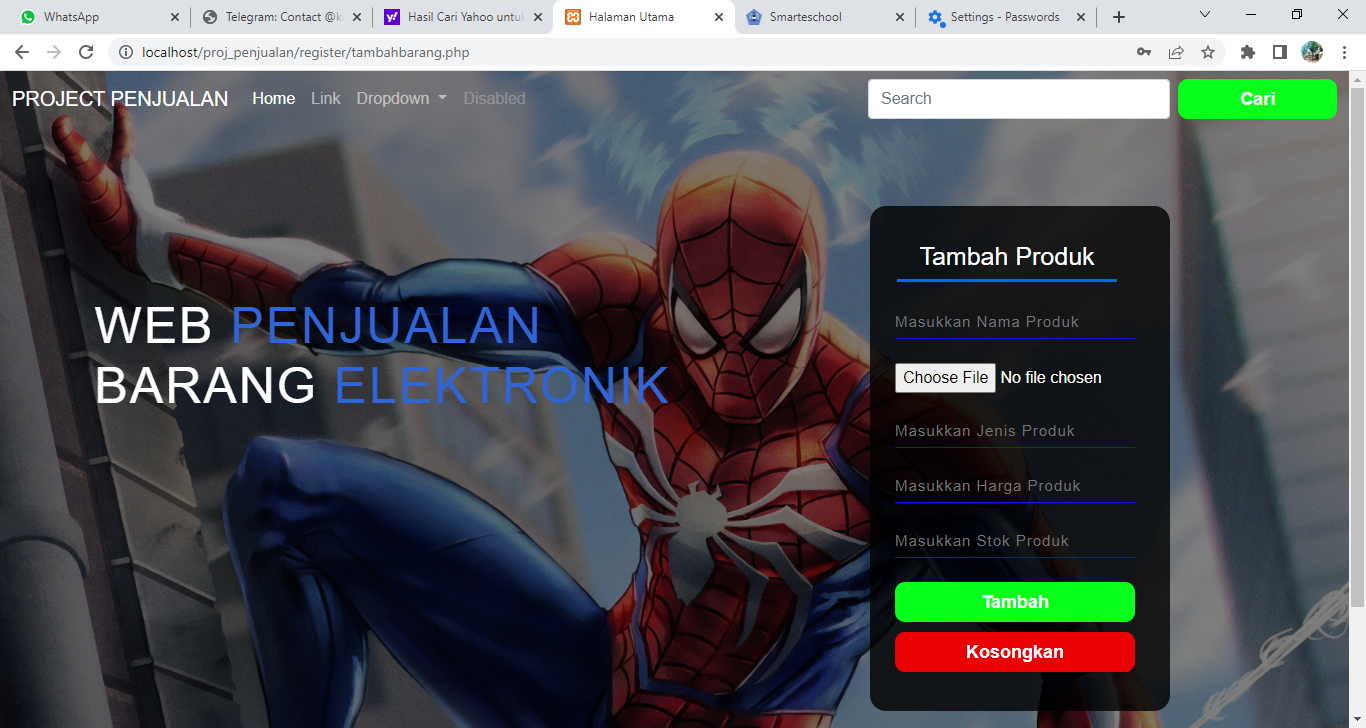 WhatsApp
Telegram: Contact
Hasil Cari Yahoo
Halaman Utama
Smarteschool
Settings - Passwords
localhost/proj_penjualan/register/tambahbarang.php
PROJECT PENJUALAN Home Link Dropdown Disabled Search Cari
WEB PENJUALAN
BARANG ELEKTRONIK
Tambah Produk
Masukkan Nama Produk
Choose File No file chosen
Masukkan Jenis Produk
Masukkan Harga Produk
Masukkan Stok Produk
Tambah
Kosongkan